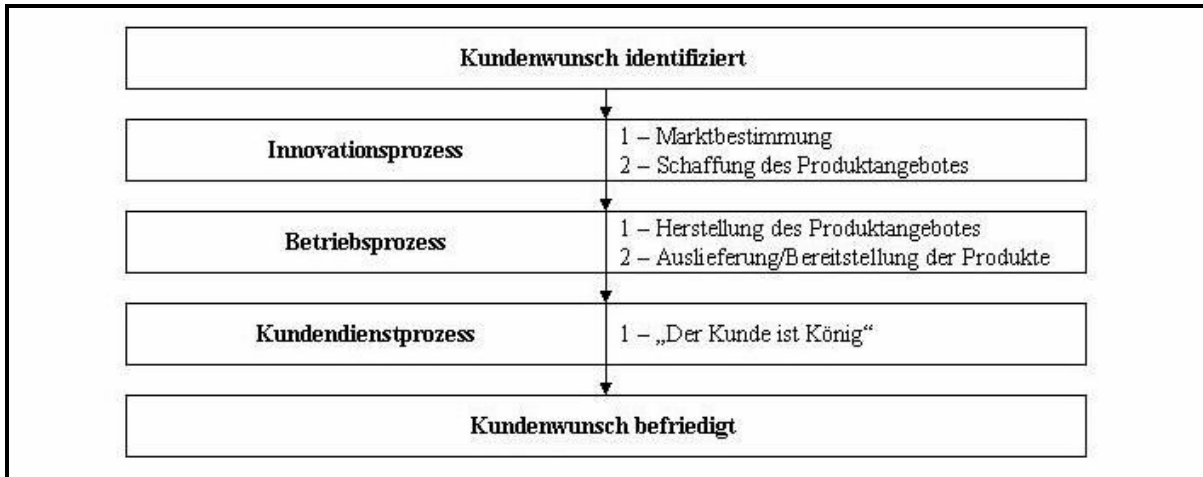 Kundenwunsch identifiziert
Innovationsprozess
1 – Marktbestimmung
2 – Schaffung des Produktangebotes
Betriebsprozess
1 – Herstellung des Produktangebotes
2 – Auslieferung/Bereitstellung der Produkte
Kundendienstprozess
1 – „Der Kunde ist König“
Kundenwunsch befriedigt